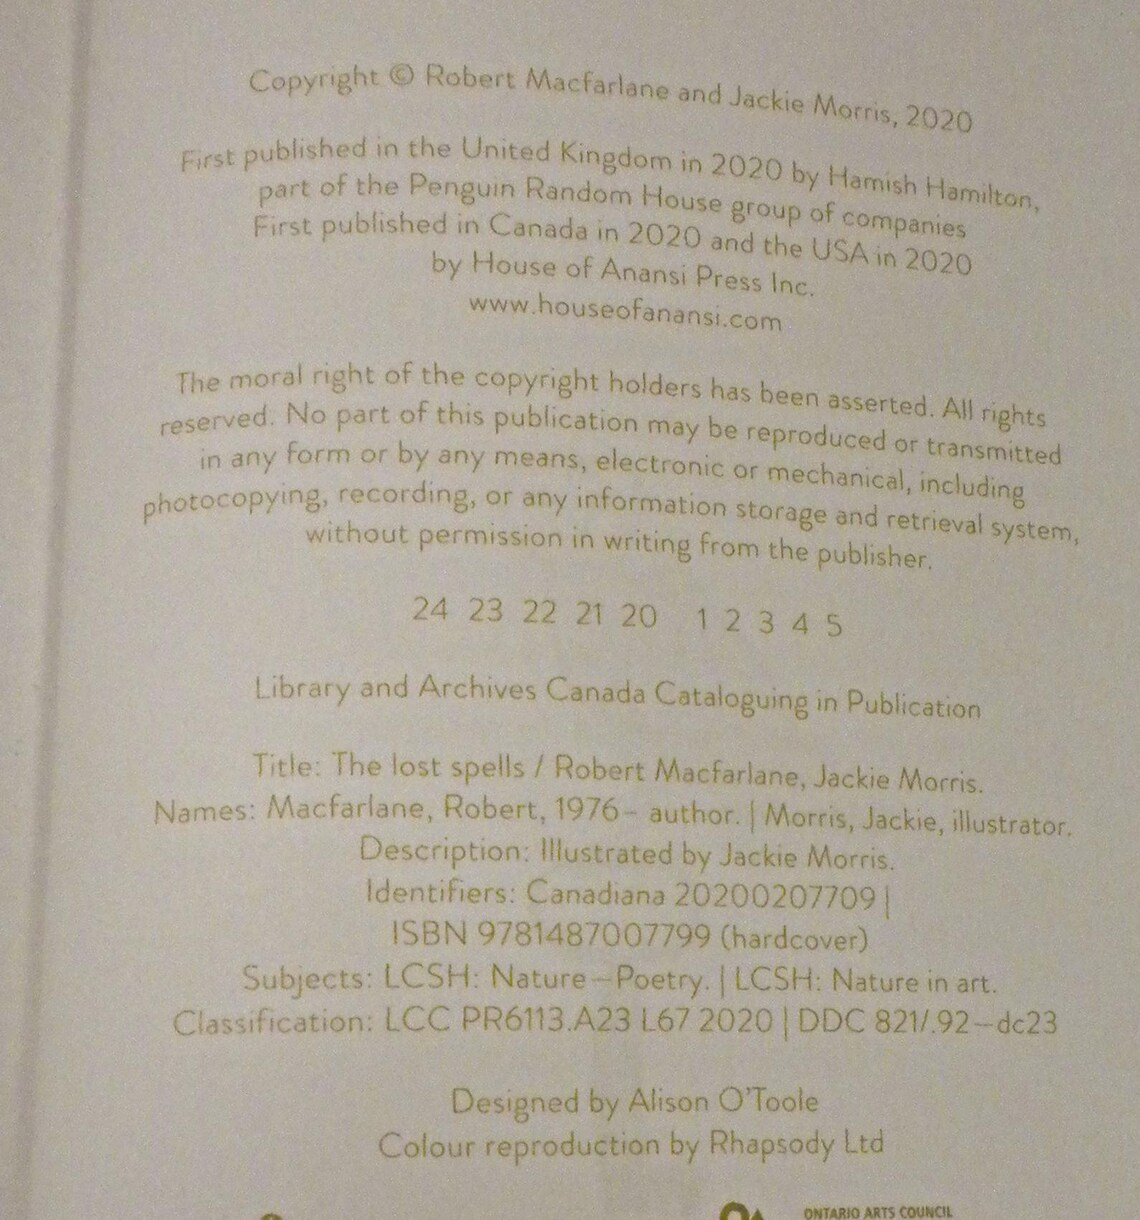 Copyright © Robert Macfarlane and Jackie Morris, 2020
First published in the United Kingdom in 2020 by Hamish Hamilton,
part of the Penguin Random House group of companies
First published in Canada in 2020 and the USA in 2020
by House of Anansi Press Inc.
www.houseofanansi.com
The moral right of the copyright holders has been asserted. All rights
reserved. No part of this publication may be reproduced or transmitted
in any form or by any means, electronic or mechanical, including
photocopying, recording, or any information storage and retrieval system,
without permission in writing from the publisher.
24 23 22 21 20 1 2 3 4 5
Library and Archives Canada Cataloguing in Publication
Title: The lost spells / Robert Macfarlane, Jackie Morris.
Names: Macfarlane, Robert, 1976– author. | Morris, Jackie, illustrator.
Description: Illustrated by Jackie Morris.
Identifiers: Canadiana 20200207709 |
ISBN 9781487007799 (hardcover)
Subjects: LCSH: Nature—Poetry. | LCSH: Nature in art.
Classification: LCC PR6113.A23 L67 2020 | DDC 821/.92—dc23
Designed by Alison O'Toole
Colour reproduction by Rhapsody Ltd
ONTARIO ARTS COUNCIL